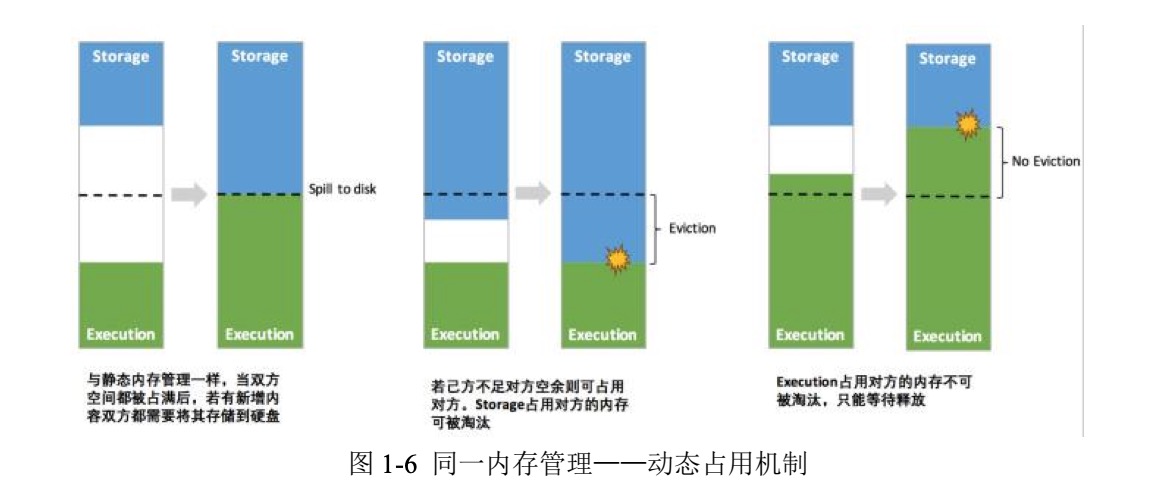 Storage
Storage
Spill to disk
Execution
Execution
与静态内存管理一样，当双方
空间都被占满后，若有新增内
容双方都需要将其存储到硬盘
Storage
Storage
Eviction
Execution
Execution
若己方不足对方空余则可占用
对方。Storage占用对方的内存
可被淘汰
Storage
Storage
No Eviction
Execution
Execution
Execution占用对方的内存不可
被淘汰，只能等待释放
图 1-6 同一内存管理——动态占用机制